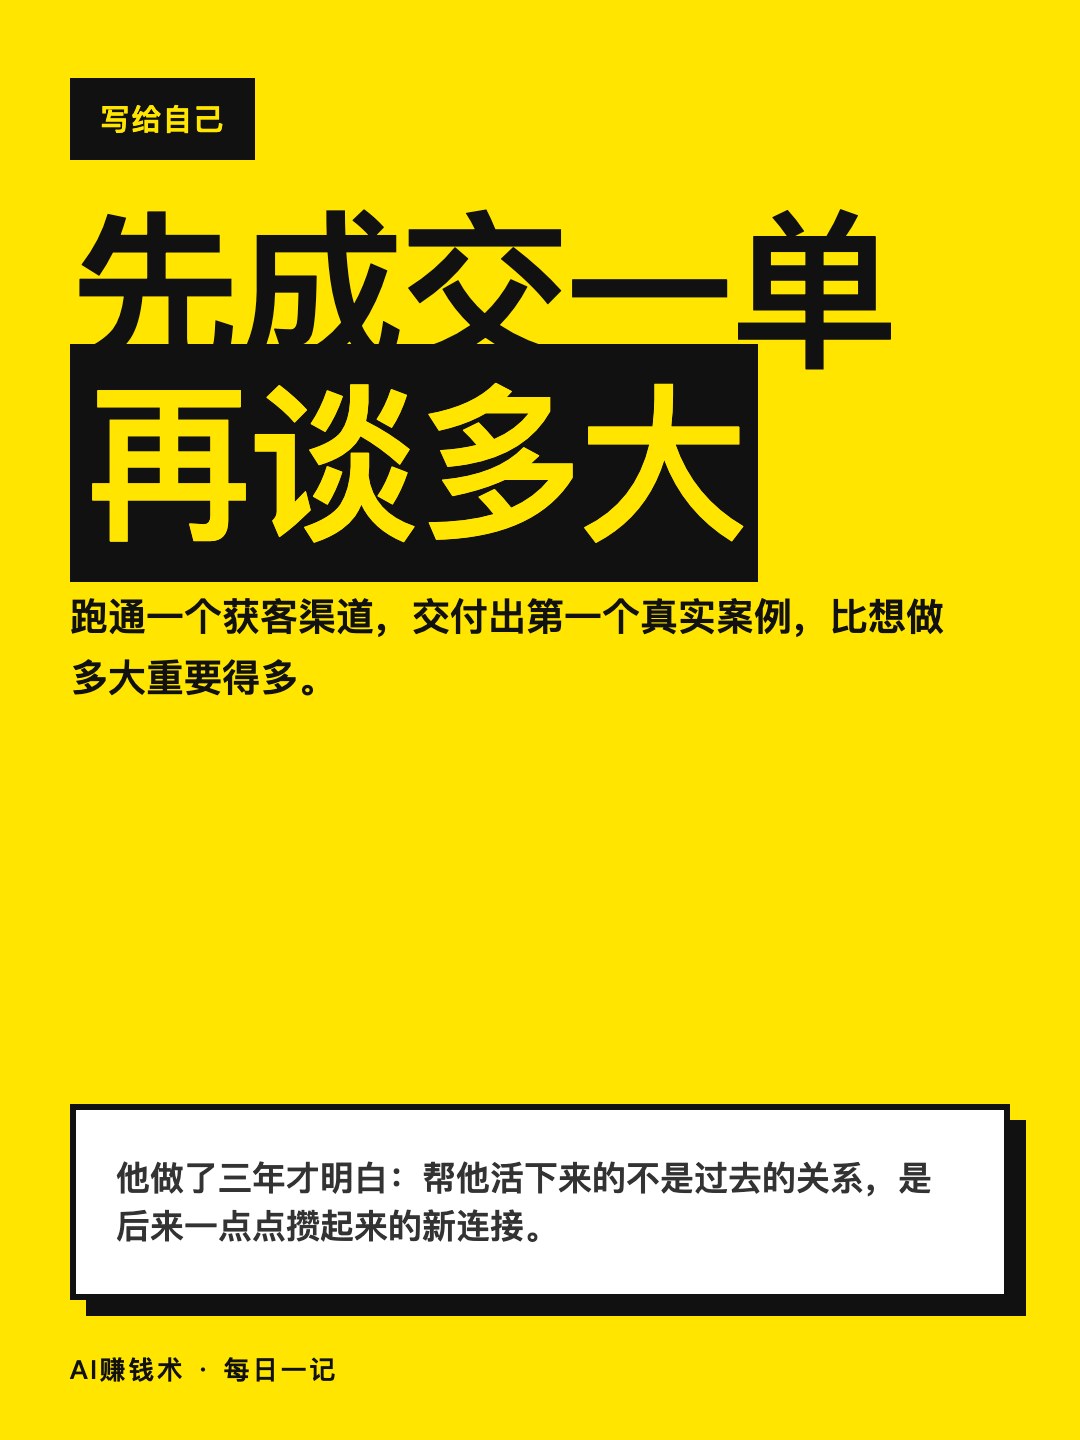 写给自己
先成交一单
再谈多大
跑通一个获客渠道，交付出第一个真实案例，比想做
多大重要得多。
他做了三年才明白：帮他活下来的不是过去的关系，是
后来一点点攒起来的新连接。
AI赚钱术 · 每日一记